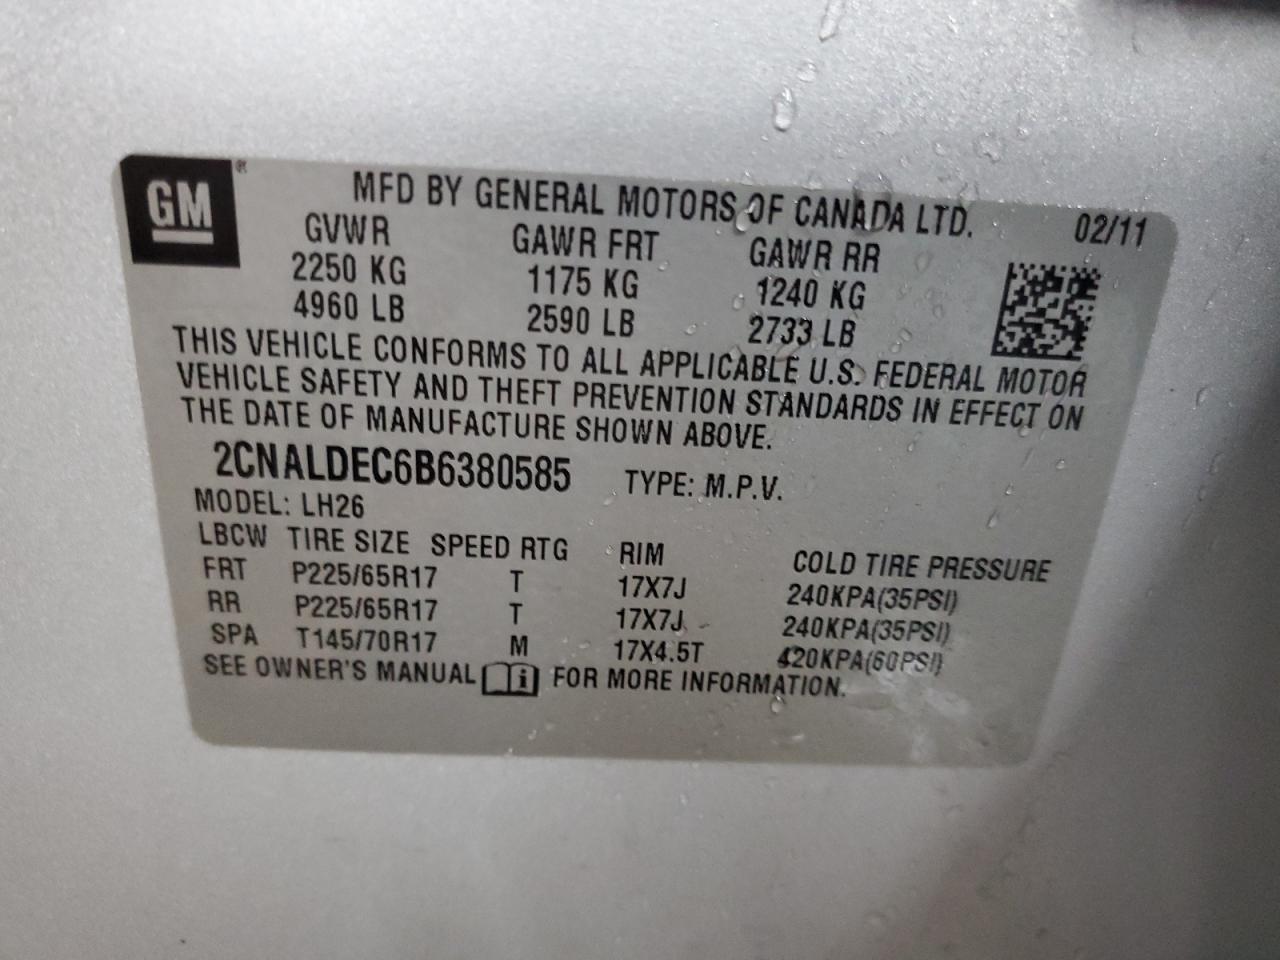 GM
MFD BY GENERAL MOTORS OF CANADA LTD. 02/11
GVWR GAWR FRT GAWR RR
2250 KG 1175 KG 1240 KG
4960 LB 2590 LB 2733 LB
THIS VEHICLE CONFORMS TO ALL APPLICABLE U.S. FEDERAL MOTOR
VEHICLE SAFETY AND THEFT PREVENTION STANDARDS IN EFFECT ON
THE DATE OF MANUFACTURE SHOWN ABOVE.
2CNALDEC6B6380585 TYPE: M.P.V.
MODEL: LH26
LBCW TIRE SIZE SPEED RTG RIM COLD TIRE PRESSURE
FRT P225/65R17 T 17X7J 240KPA(35PSI)
RR P225/65R17 T 17X7J 240KPA(35PSI)
SPA T145/70R17 M 17X4.5T 420KPA(60PSI)
SEE OWNER'S MANUAL i FOR MORE INFORMATION.